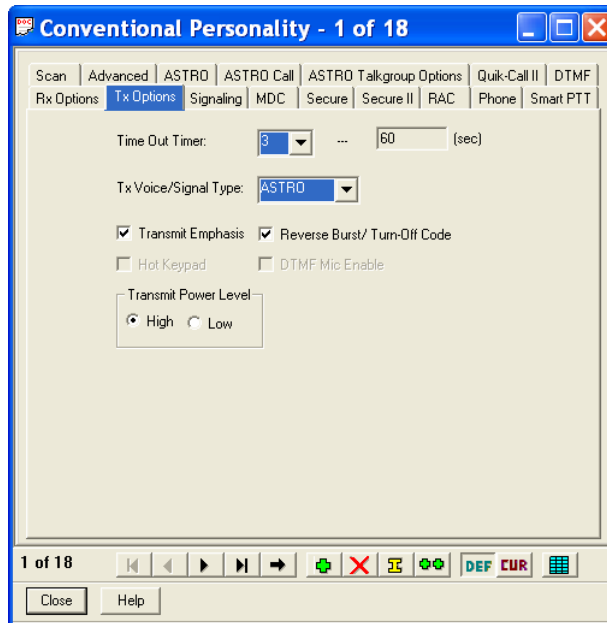 Conventional Personality - 1 of 18
Scan Advanced ASTRO ASTRO Call ASTRO Talkgroup Options Quik-Call II DTMF
Rx Options Tx Options Signaling MDC Secure Secure II RAC Phone Smart PTT
Time Out Timer: 3 --- 60 (sec)
Tx Voice/Signal Type: ASTRO
Transmit Emphasis Reverse Burst/ Turn-Off Code
Hot Keypad DTMF Mic Enable
Transmit Power Level
High Low
1 of 18 DEF CUR
Close Help